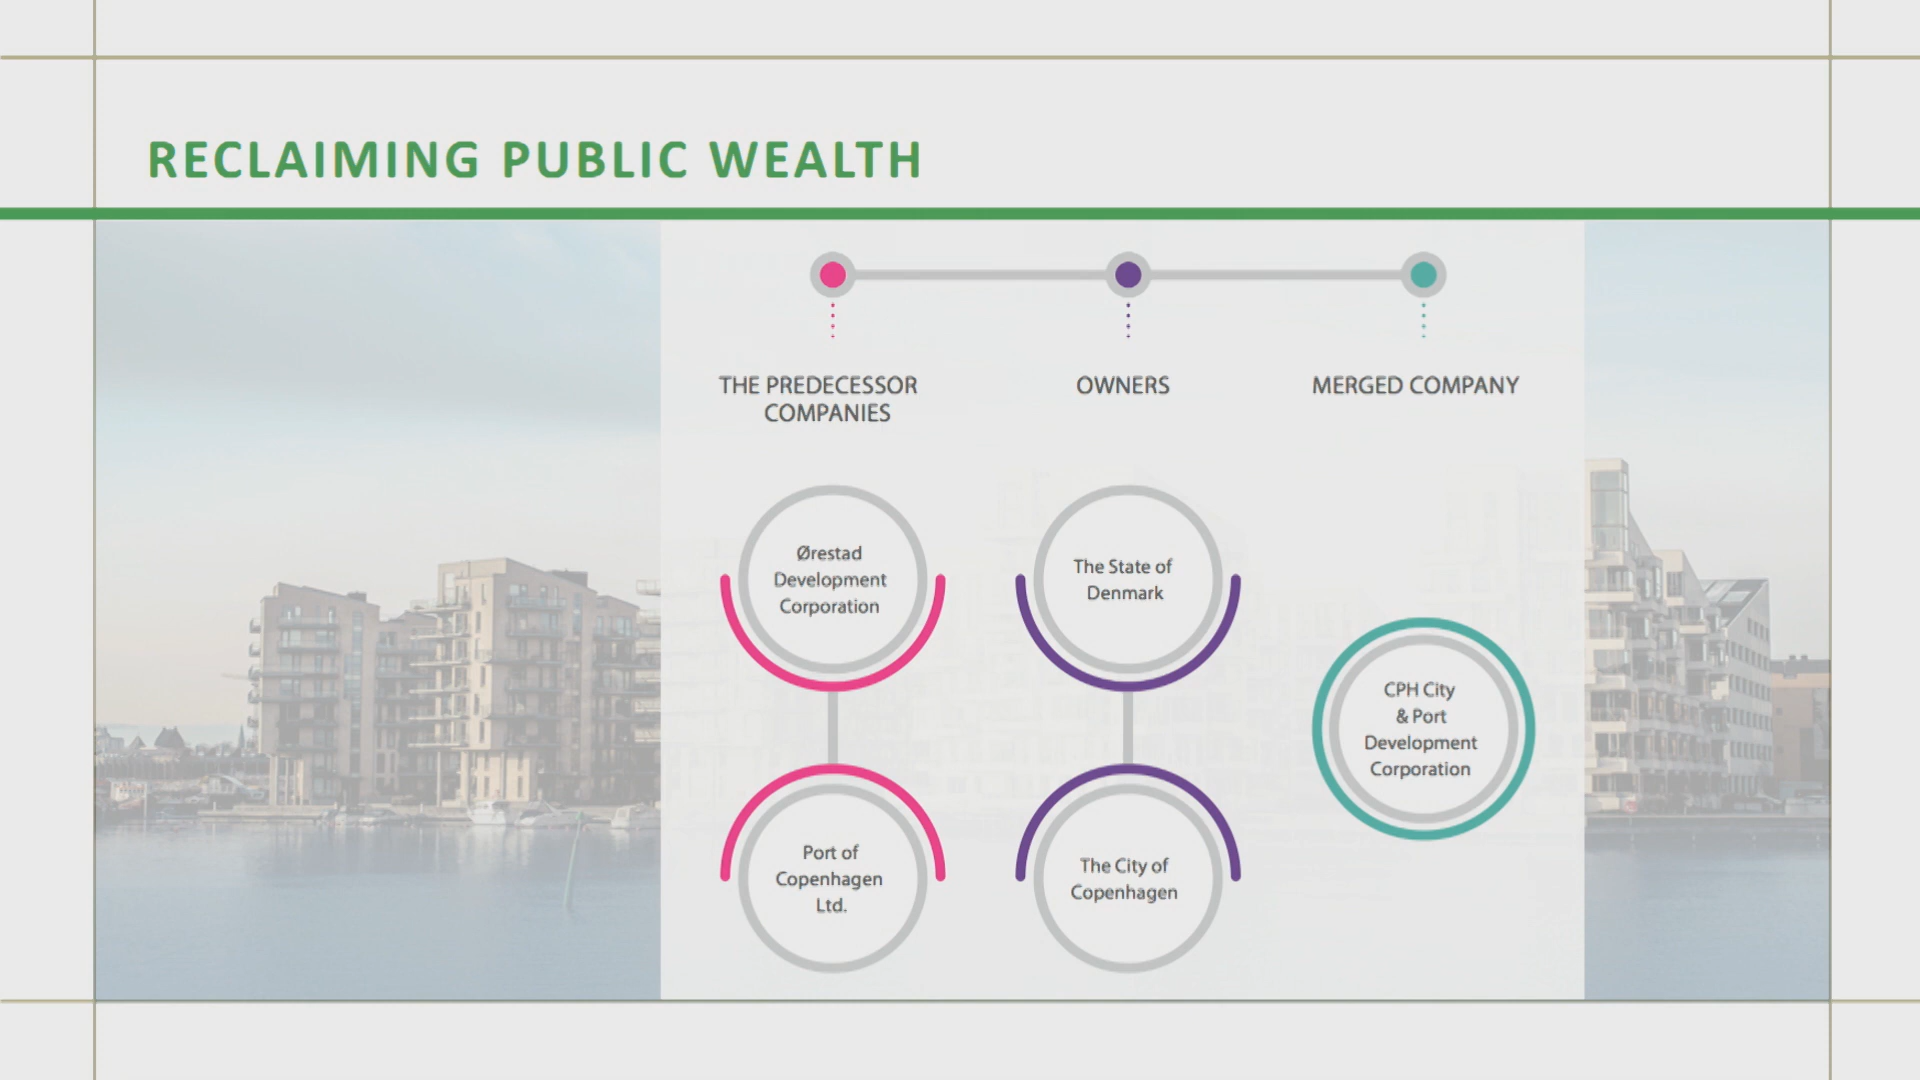 RECLAIMING PUBLIC WEALTH
THE PREDECESSOR
COMPANIES
OWNERS
MERGED COMPANY
Ørestad
Development
Corporation
The State of
Denmark
CPH City
& Port
Development
Corporation
Port of
Copenhagen
Ltd.
The City of
Copenhagen